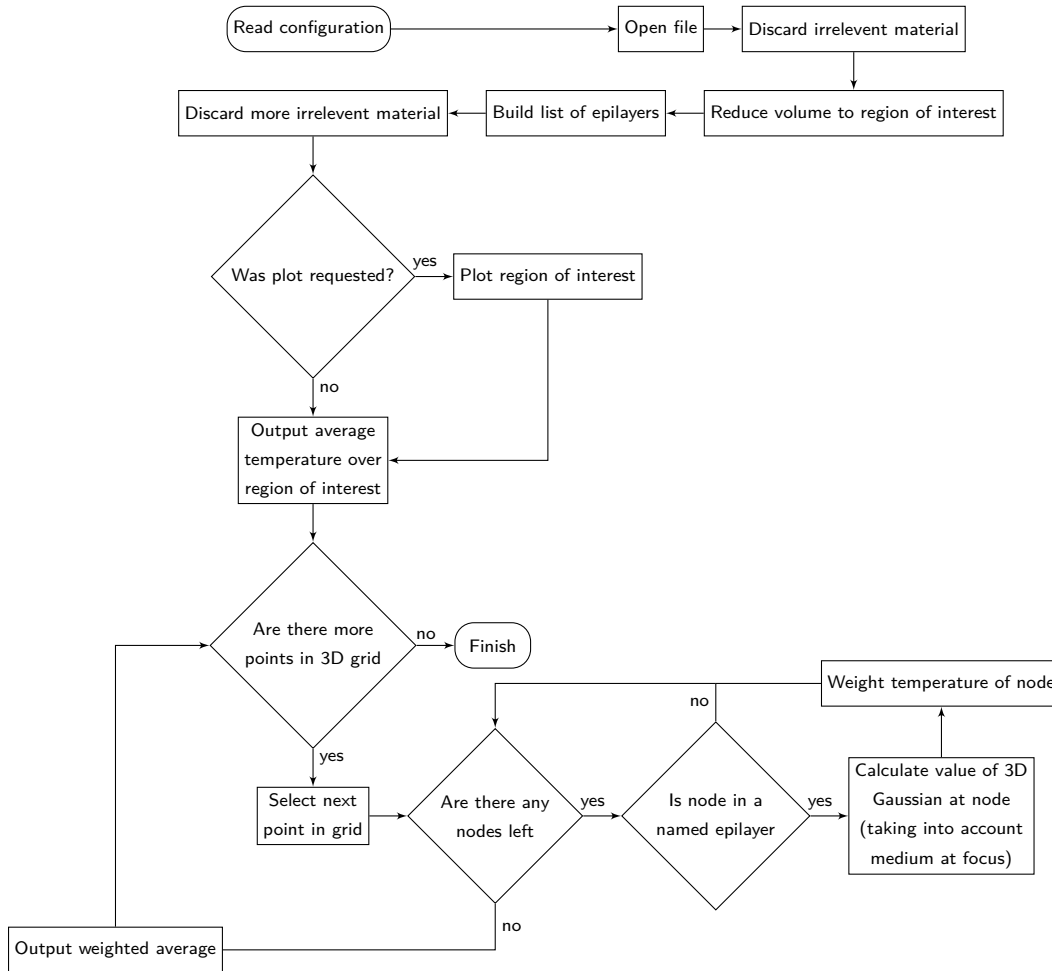 Read configuration
Open file
Discard irrelevent material
Discard more irrelevent material
Build list of epilayers
Reduce volume to region of interest
Was plot requested?
yes
Plot region of interest
no
Output average
temperature over
region of interest
Are there more
points in 3D grid
no
Finish
yes
Weight temperature of node
no
Select next
point in grid
Are there any
nodes left
yes
Is node in a
named epilayer
yes
Calculate value of 3D
Gaussian at node
(taking into account
medium at focus)
no
Output weighted average